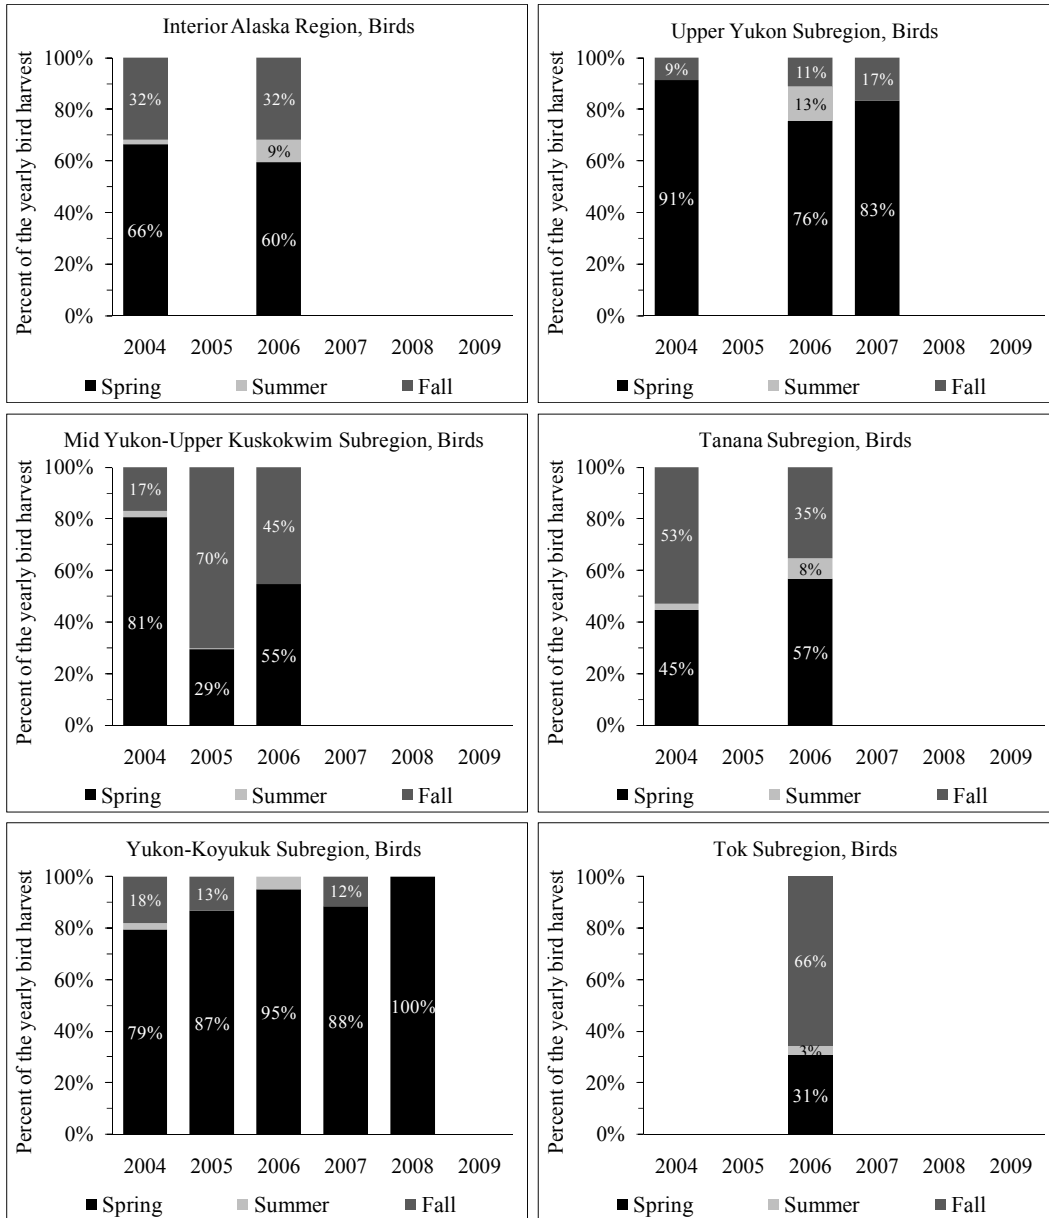 Interior Alaska Region, Birds
Percent of the yearly bird harvest
100%
80%
60%
40%
20%
0%
32%
32%
9%
66%
60%
2004 2005 2006 2007 2008 2009
Spring Summer Fall
Upper Yukon Subregion, Birds
Percent of the yearly bird harvest
100%
80%
60%
40%
20%
0%
9%
11%
17%
13%
91%
76%
83%
2004 2005 2006 2007 2008 2009
Spring Summer Fall
Mid Yukon-Upper Kuskokwim Subregion, Birds
Percent of the yearly bird harvest
100%
80%
60%
40%
20%
0%
17%
70%
45%
81%
29%
55%
2004 2005 2006 2007 2008 2009
Spring Summer Fall
Tanana Subregion, Birds
Percent of the yearly bird harvest
100%
80%
60%
40%
20%
0%
53%
35%
8%
45%
57%
2004 2005 2006 2007 2008 2009
Spring Summer Fall
Yukon-Koyukuk Subregion, Birds
Percent of the yearly bird harvest
100%
80%
60%
40%
20%
0%
18%
13%
12%
79%
87%
95%
88%
100%
2004 2005 2006 2007 2008 2009
Spring Summer Fall
Tok Subregion, Birds
Percent of the yearly bird harvest
100%
80%
60%
40%
20%
0%
66%
3%
31%
2004 2005 2006 2007 2008 2009
Spring Summer Fall